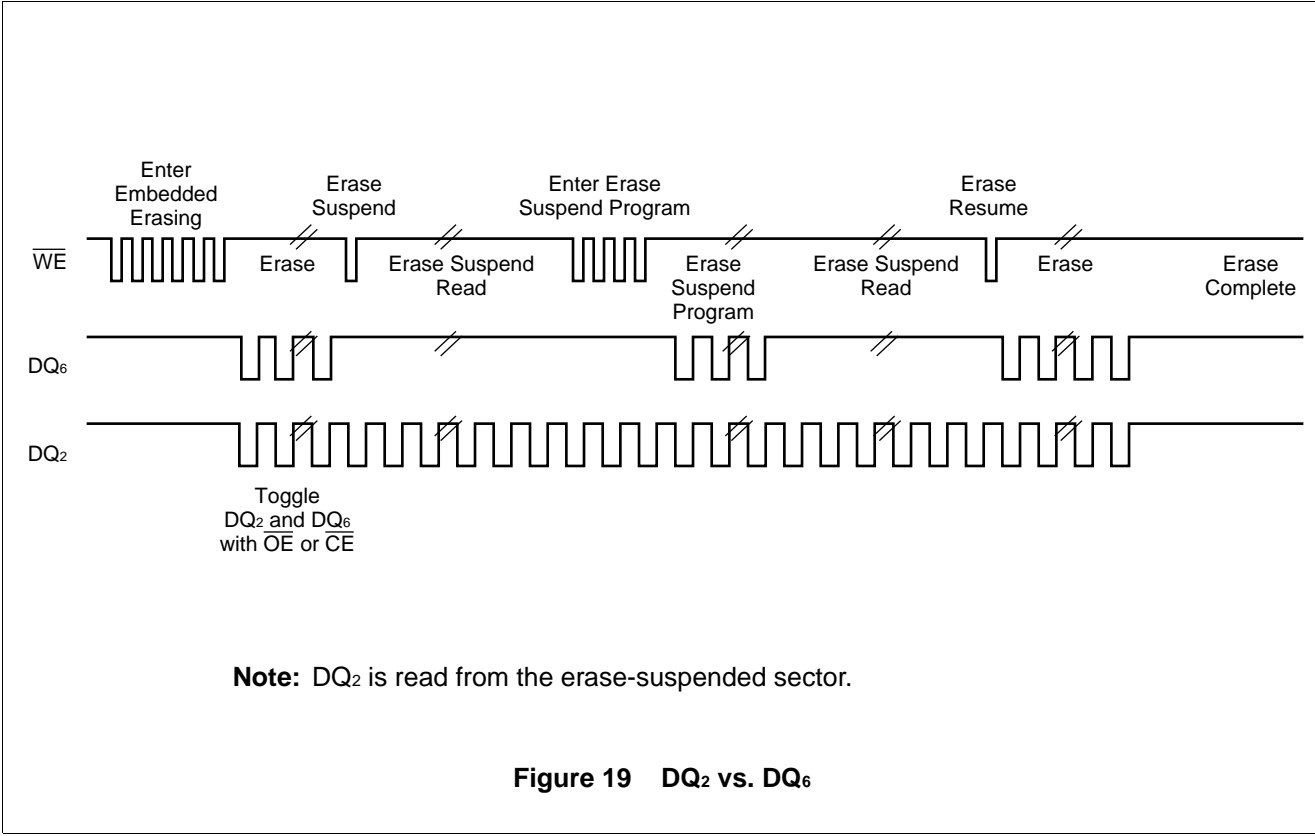 Enter
Embedded
Erasing
Erase
Suspend
Enter Erase
Suspend Program
Erase
Resume
WE
Erase
Erase Suspend
Read
Erase
Suspend
Program
Erase Suspend
Read
Erase
Erase
Complete
DQ6
DQ2
Toggle
DQ2 and DQ6
with OE or CE
Note: DQ2 is read from the erase-suspended sector.
Figure 19 DQ2 vs. DQ6